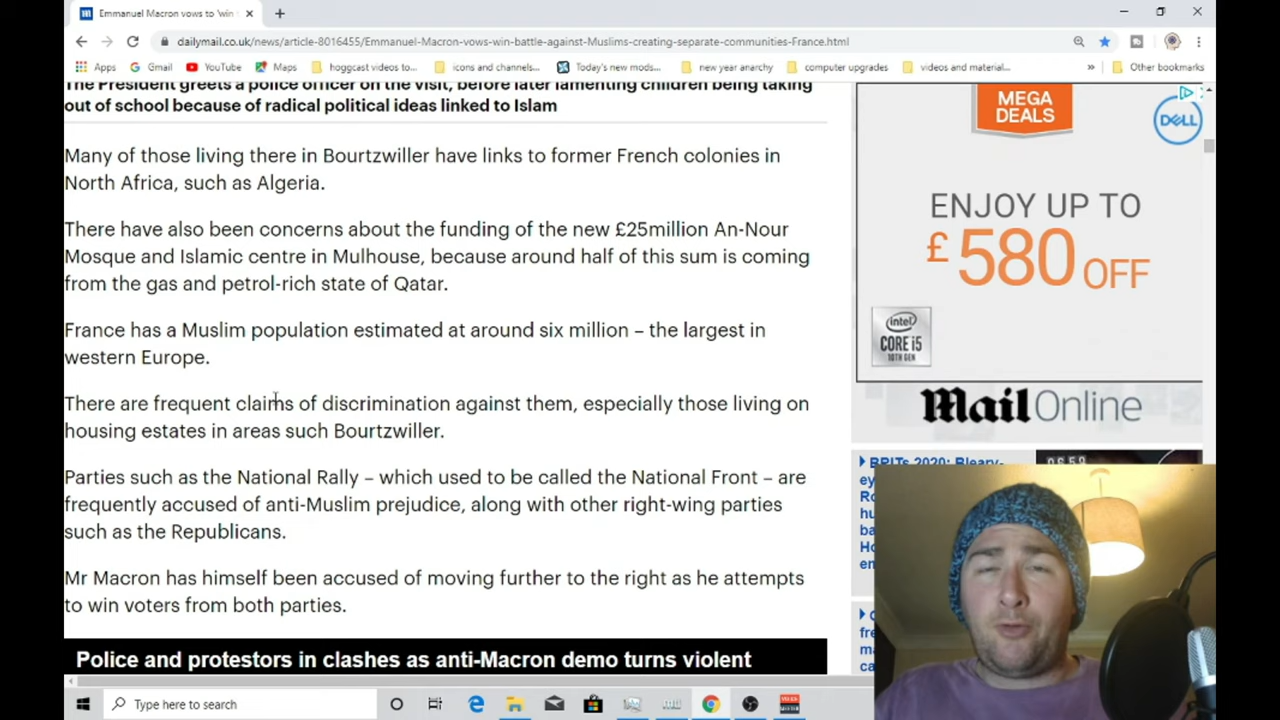 Emmanuel Macron vows to 'win
dailymail.co.uk/news/article-8016455/Emmanuel-Macron-vows-win-battle-against-Muslims-creating-separate-communities-France.html
Apps Gmail YouTube Maps hoggcast videos to... icons and channels... Today's new mods... new year anarchy computer upgrades videos and material... » Other bookmarks
The President greets a police officer on the visit, before later lamenting children being taking
out of school because of radical political ideas linked to Islam
Many of those living there in Bourtzwiller have links to former French colonies in
North Africa, such as Algeria.
There have also been concerns about the funding of the new £25million An-Nour
Mosque and Islamic centre in Mulhouse, because around half of this sum is coming
from the gas and petrol-rich state of Qatar.
France has a Muslim population estimated at around six million – the largest in
western Europe.
There are frequent claims of discrimination against them, especially those living on
housing estates in areas such Bourtzwiller.
Parties such as the National Rally – which used to be called the National Front – are
frequently accused of anti-Muslim prejudice, along with other right-wing parties
such as the Republicans.
Mr Macron has himself been accused of moving further to the right as he attempts
to win voters from both parties.
Police and protestors in clashes as anti-Macron demo turns violent
MEGA
DEALS
DELL
ENJOY UP TO
£580 OFF
intel
CORE i5
10TH GEN
Mail Online
BRITs 2020: Bleary-
Type here to search